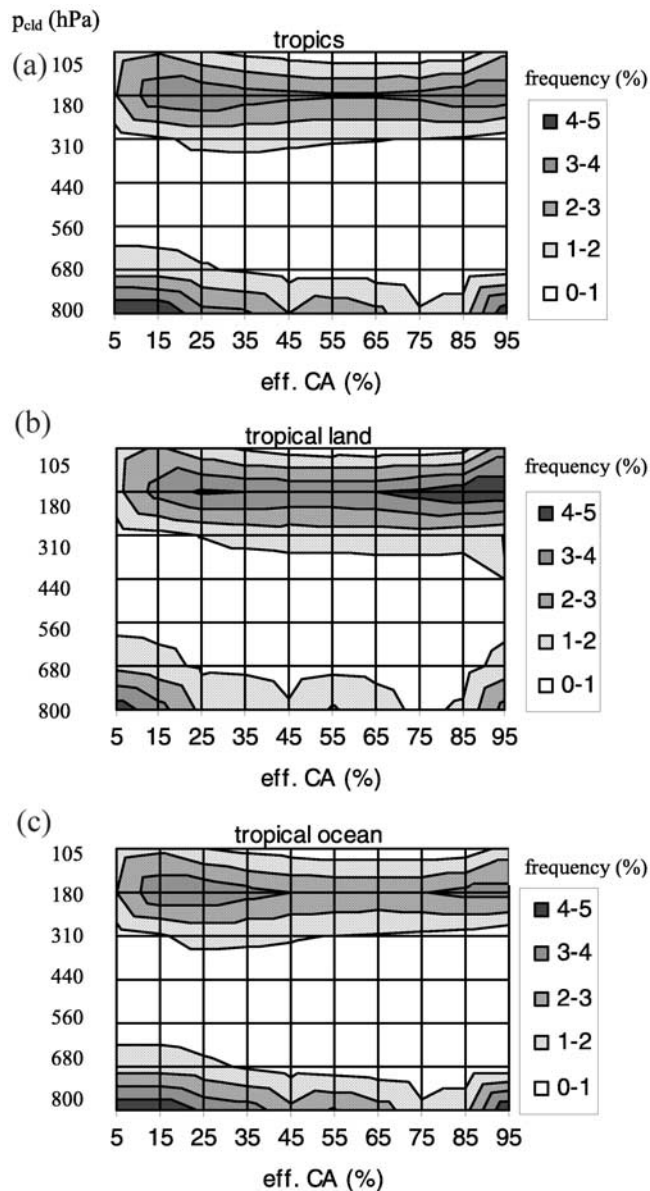 p_cld (hPa)
(a)
tropics
105
180
310
440
560
680
800
5 15 25 35 45 55 65 75 85 95
eff. CA (%)
frequency (%)
4-5
3-4
2-3
1-2
0-1
(b)
tropical land
105
180
310
440
560
680
800
5 15 25 35 45 55 65 75 85 95
eff. CA (%)
frequency (%)
4-5
3-4
2-3
1-2
0-1
(c)
tropical ocean
105
180
310
440
560
680
800
5 15 25 35 45 55 65 75 85 95
eff. CA (%)
frequency (%)
4-5
3-4
2-3
1-2
0-1